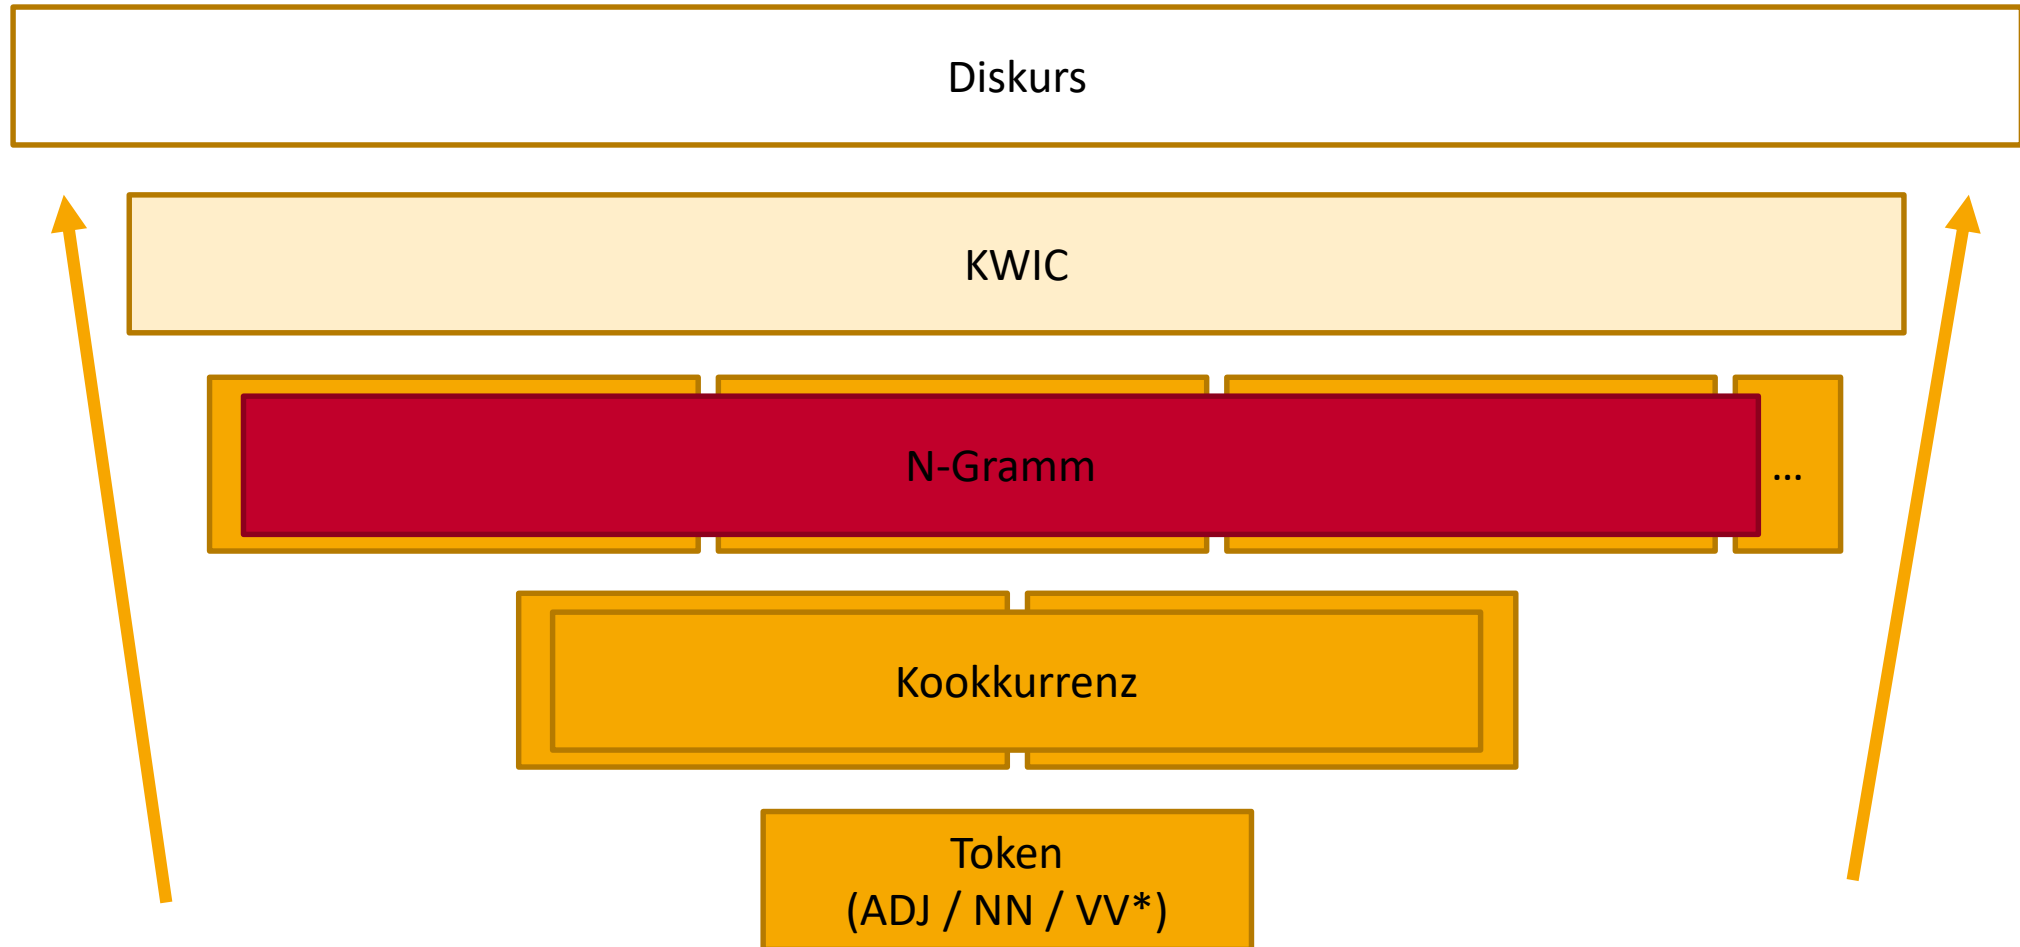 Diskurs
KWIC
N-Gramm
...
Kookkurrenz
Token
(ADJ / NN / VV*)